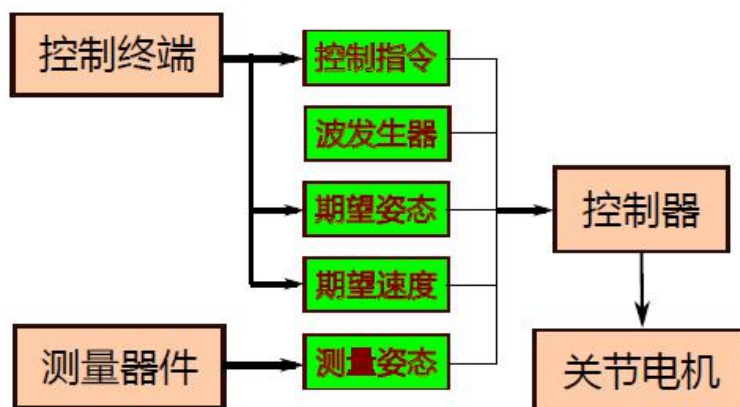 控制终端
控制指令
波发生器
期望姿态
控制器
期望速度
测量器件
测量姿态
关节电机